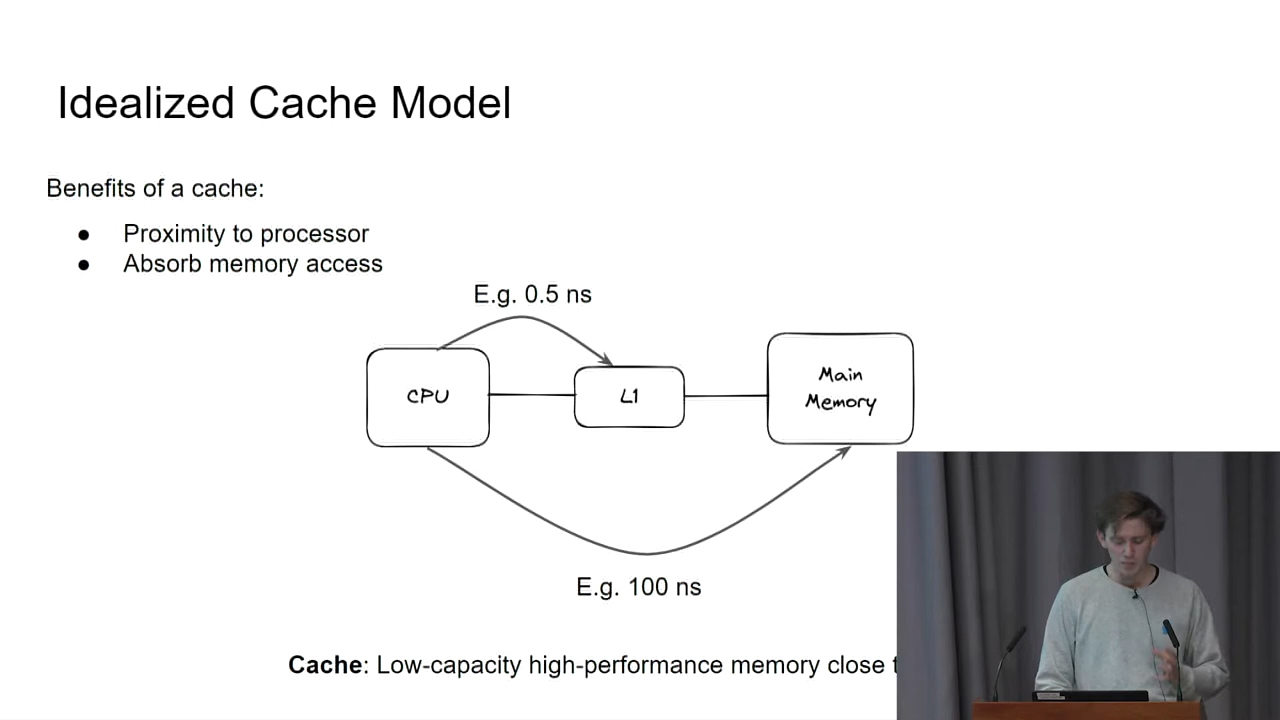 Idealized Cache Model
Benefits of a cache:
● Proximity to processor
● Absorb memory access
E.g. 0.5 ns
CPU
L1
Main
Memory
E.g. 100 ns
Cache: Low-capacity high-performance memory close